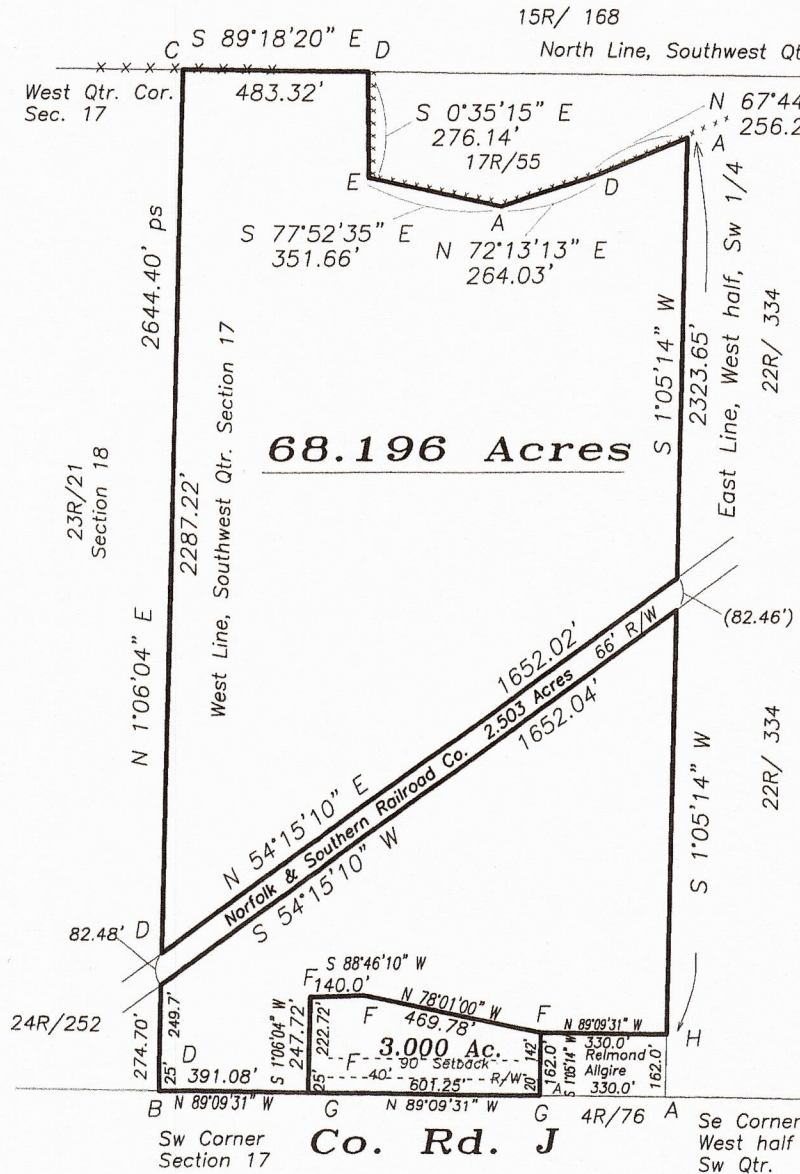 15R/ 168
C S 89°18'20" E D
North Line, Southwest Qt
West Qtr. Cor.
Sec. 17
483.32'
S 0°35'15" E
276.14'
17R/55
N 67°44
256.2
A
E
D
A
S 77°52'35" E
351.66'
N 72°13'13" E
264.03'
2644.40' ps
West Line, Southwest Qtr. Section 17
2287.22'
N 1°06'04" E
23R/21
Section 18
68.196 Acres
S 1°05'14" W
2323.65'
East Line, West half, Sw 1/4
22R/ 334
(82.46')
1652.02'
66' R/W
Norfolk & Southern Railroad Co. 2.503 Acres
1652.04'
N 54°15'10" E
S 54°15'10" W
S 1°05'14" W
22R/ 334
82.48' D
24R/252
274.70'
249.7'
25'
D
391.08'
B N 89°09'31" W
Sw Corner
Section 17
S 88°46'10" W
F 140.0'
S 1°06'04" W
247.72'
222.72'
25'
F
N 78°01'00" W
469.78'
F
3.000 Ac.
90' Setback
40' R/W
601.25'
142'
20'
G N 89°09'31" W G
162.0'
S 1°05'14" W
A
N 89°09'31" W
330.0'
Relmond
Allgire
330.0'
162.0'
H
4R/76 A
Se Corner
West half
Sw Qtr.
Co. Rd. J